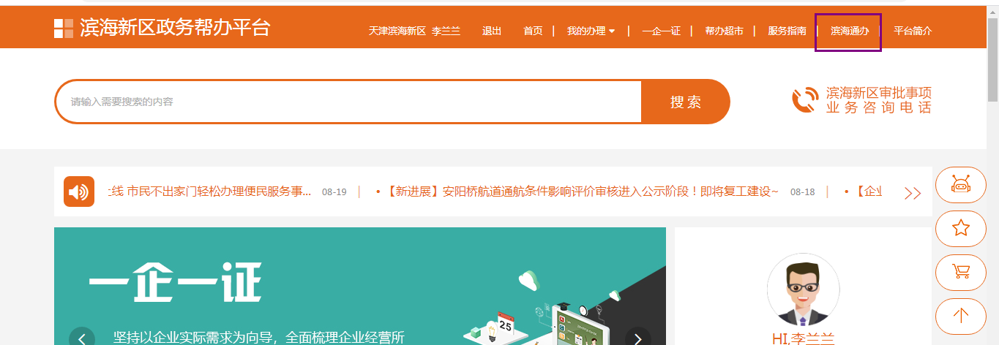 滨海新区政务帮办平台
天津滨海新区 李兰兰 退出 首页 | 我的办理 | 一企一证 | 帮办超市 | 服务指南 | 滨海通办 | 平台简介
请输入需要搜索的内容 搜 索
滨海新区审批事项
业 务 咨 询 电 话
线 市民不出家门轻松办理便民服务事... 08-19 | •【新进展】安阳桥航道通航条件影响评价审核进入公示阶段！即将复工建设~ 08-18 | •【企业
一企一证
25
坚持以企业实际需求为向导，全面梳理企业经营所
HI,李兰兰